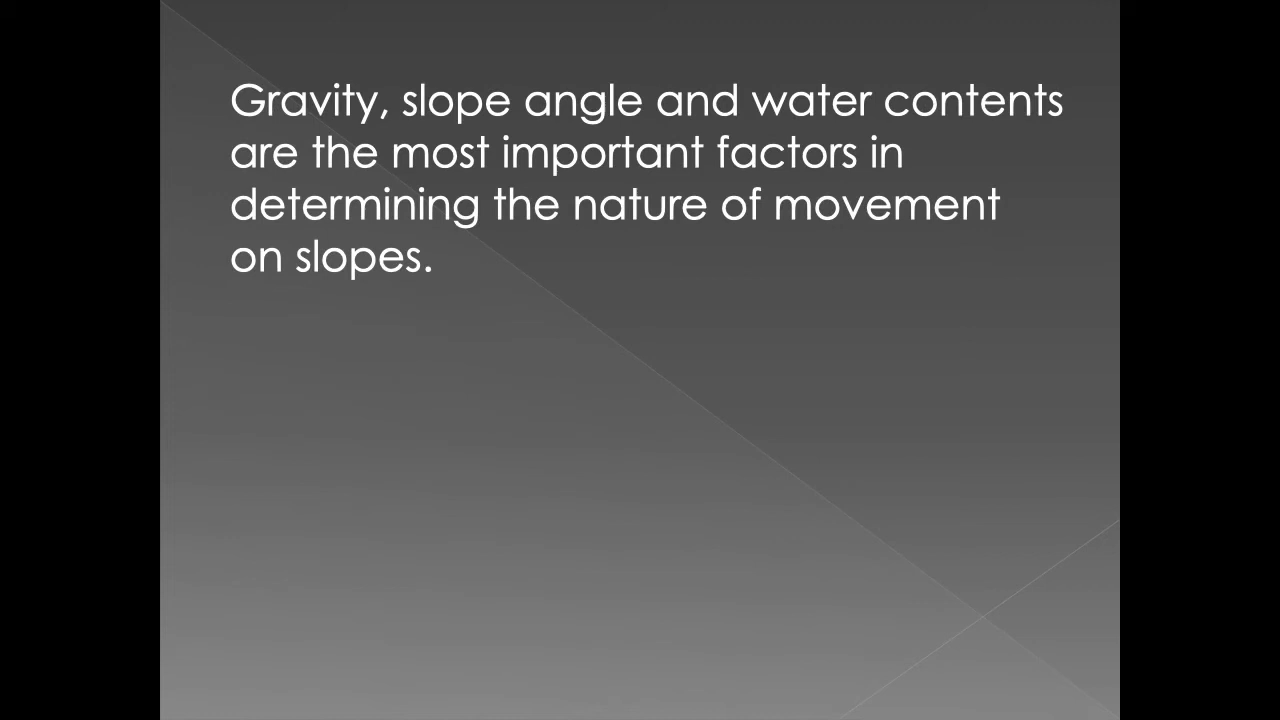 Gravity, slope angle and water contents
are the most important factors in
determining the nature of movement
on slopes.